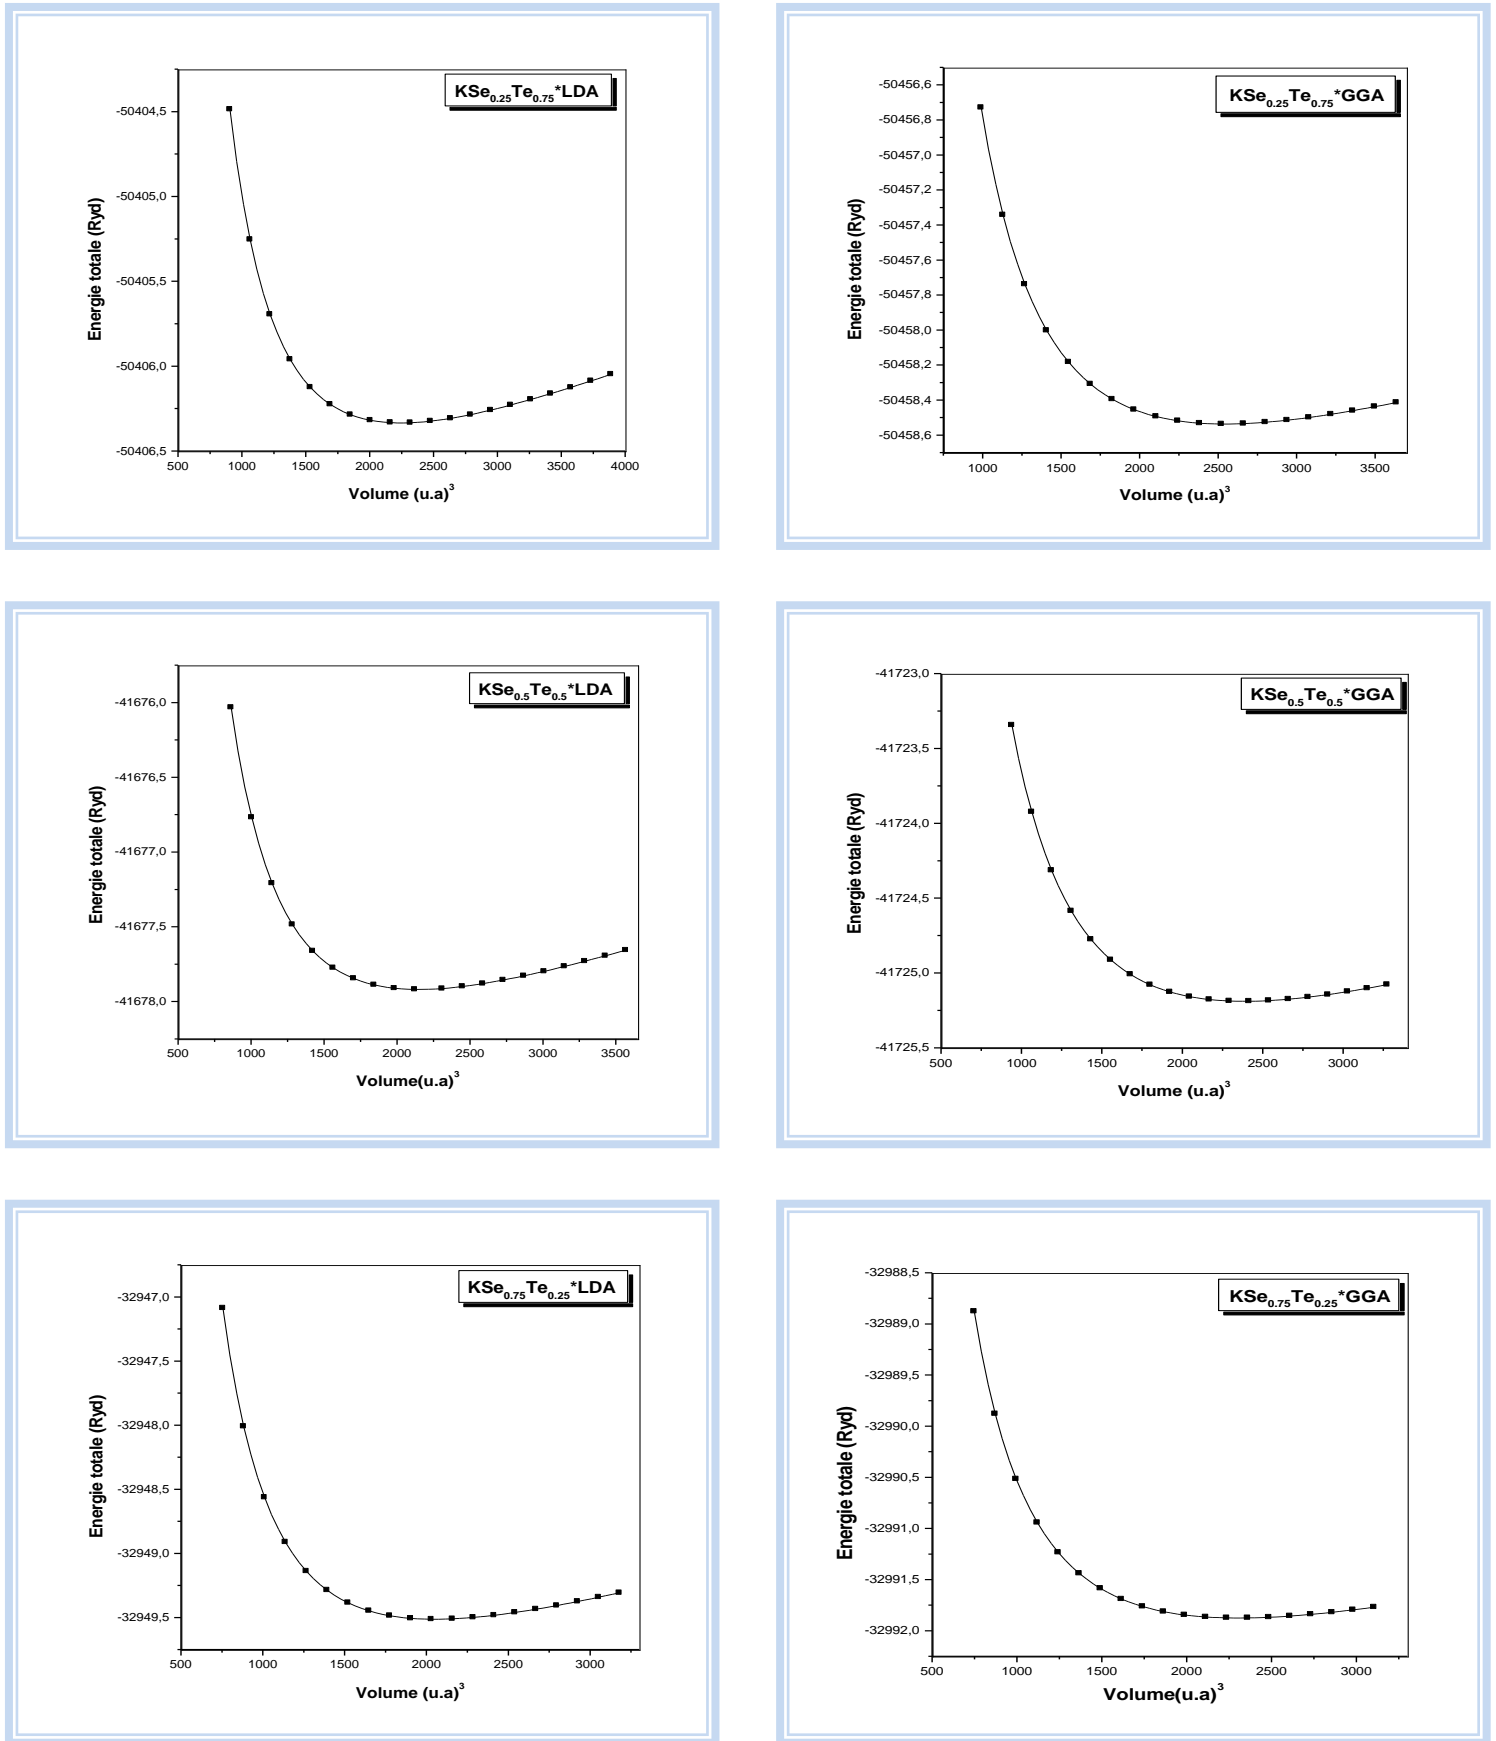 KSe0.25Te0.75*LDA
-50404,5
-50405,0
-50405,5
-50406,0
-50406,5
500 1000 1500 2000 2500 3000 3500 4000
Energie totale (Ryd)
Volume (u.a)3
KSe0.25Te0.75*GGA
-50456,6
-50456,8
-50457,0
-50457,2
-50457,4
-50457,6
-50457,8
-50458,0
-50458,2
-50458,4
-50458,6
1000 1500 2000 2500 3000 3500
Energie totale (Ryd)
Volume (u.a)3
KSe0.5Te0.5*LDA
-41676,0
-41676,5
-41677,0
-41677,5
-41678,0
500 1000 1500 2000 2500 3000 3500
Energie totale (Ryd)
Volume(u.a)3
KSe0.5Te0.5*GGA
-41723,0
-41723,5
-41724,0
-41724,5
-41725,0
-41725,5
500 1000 1500 2000 2500 3000
Energie totale (Ryd)
Volume (u.a)3
KSe0.75Te0.25*LDA
-32947,0
-32947,5
-32948,0
-32948,5
-32949,0
-32949,5
500 1000 1500 2000 2500 3000
Energie totale (Ryd)
Volume (u.a)3
KSe0.75Te0.25*GGA
-32988,5
-32989,0
-32989,5
-32990,0
-32990,5
-32991,0
-32991,5
-32992,0
500 1000 1500 2000 2500 3000
Energie totale (Ryd)
Volume(u.a)3